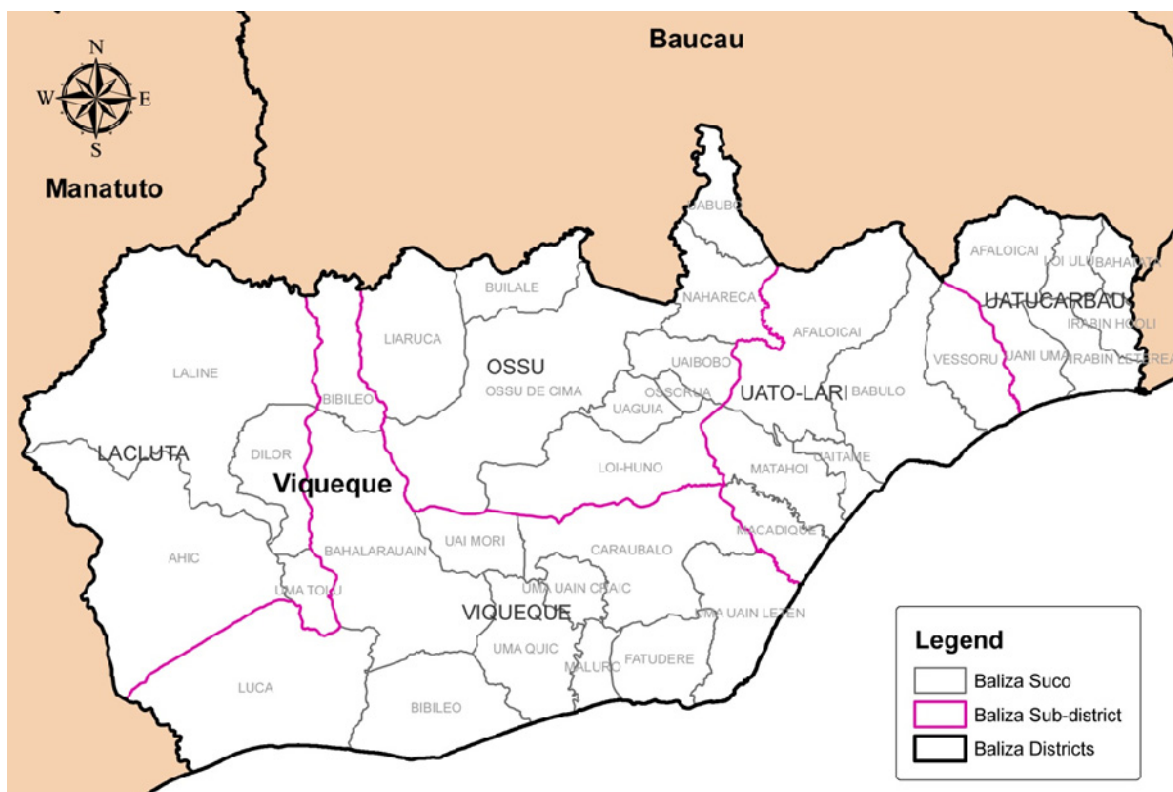 Baucau
N
W
E
S
Manatuto
DABUBO
AFALOICAI
LOI ULU
BAHATATA
BUILALE
NAHARECA
UATUCARBAU
LIARUCA
AFALOICAI
IRABIN HOOLI
LALINE
OSSU
UAIBOBO
VESSORU
UANI UMA
IRABIN LETEREA
BIBILEO
OSSU DE CIMA
OSSORUA
UATO-LARI
BABULO
UAGUIA
LACLUTA
DILOR
LOI-HUNO
MATAHOI
UAITAME
Viqueque
AHIC
BAHALARAUAIN
UAI MORI
CARAUBALO
MACADIQUE
UMA TOLU
UMA UAIN CRAIC
VIQUEQUE
UMA UAIN LETEN
UMA QUIC
MALURO
FATUDERE
LUCA
BIBILEO
Legend
Baliza Suco
Baliza Sub-district
Baliza Districts